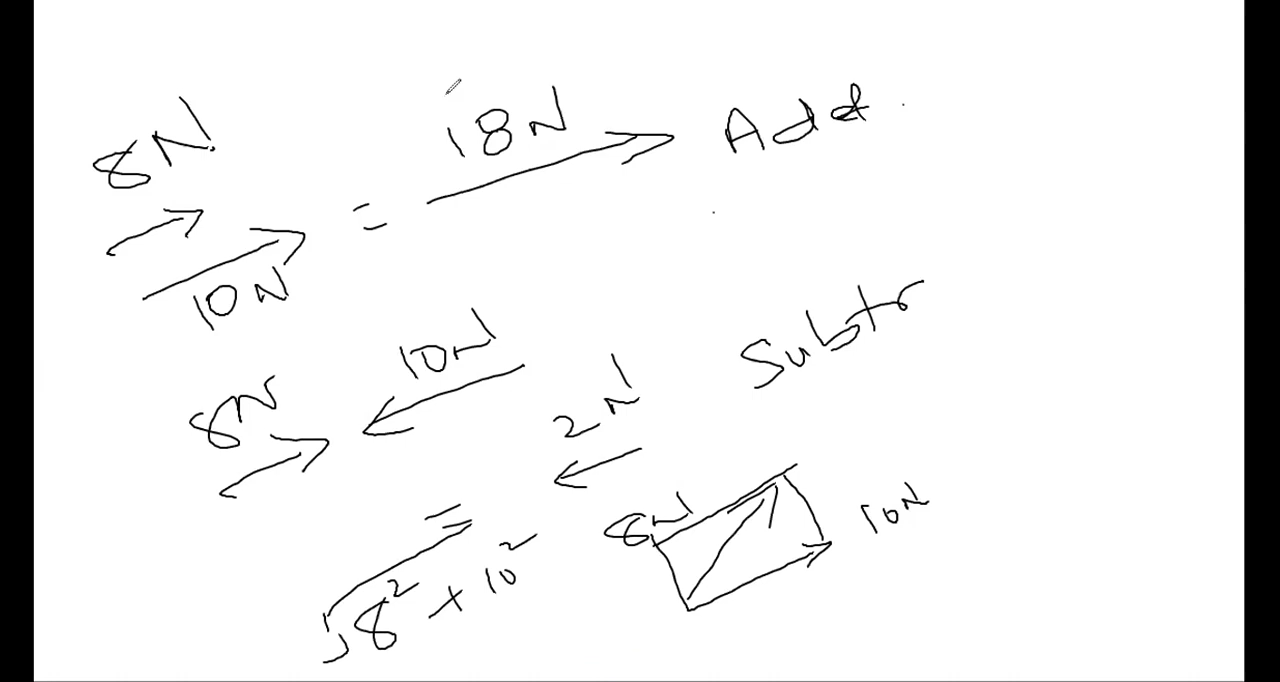 8N
10N
= 18N Add
8N 10N
= 2N Subtr
8N 10N
√8² + 10²